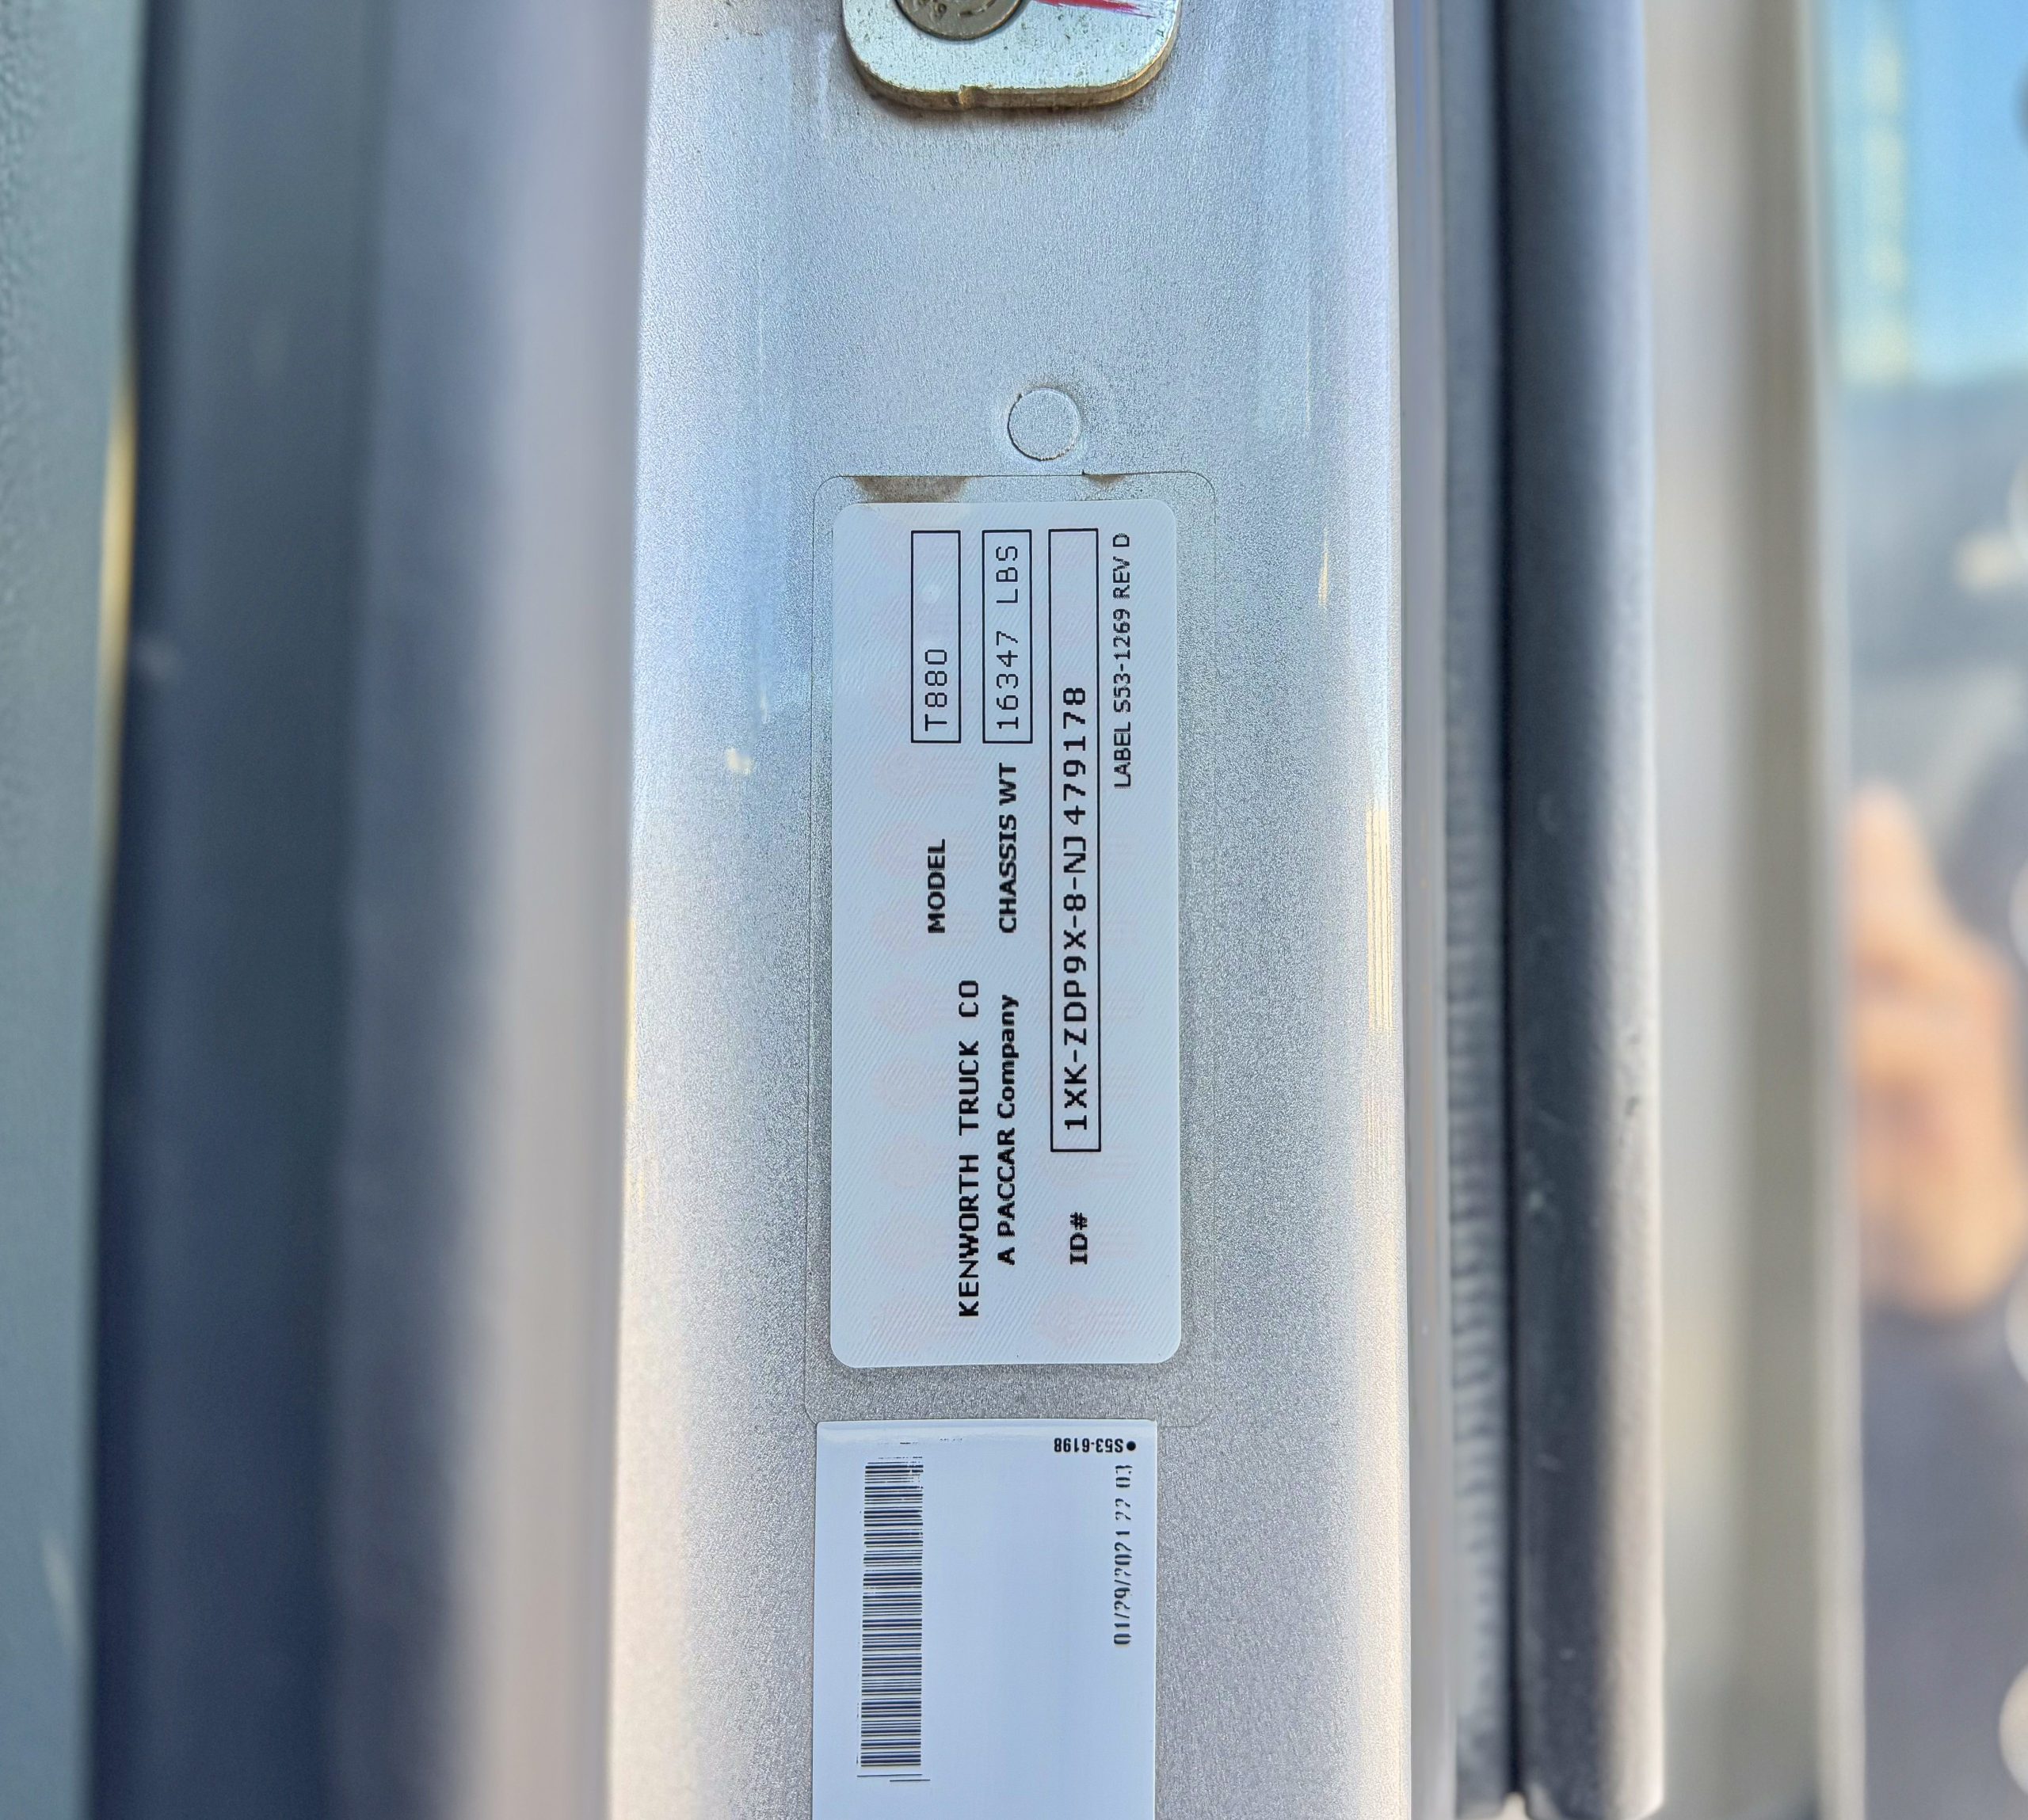 MODEL T880
KENWORTH TRUCK CO
A PACCAR Company CHASSIS WT 16347 LBS
ID# 1XK-ZDP9X-8-NJ479178
LABEL S53-1269 REV D
S53-6198
01/29/2021 22 03